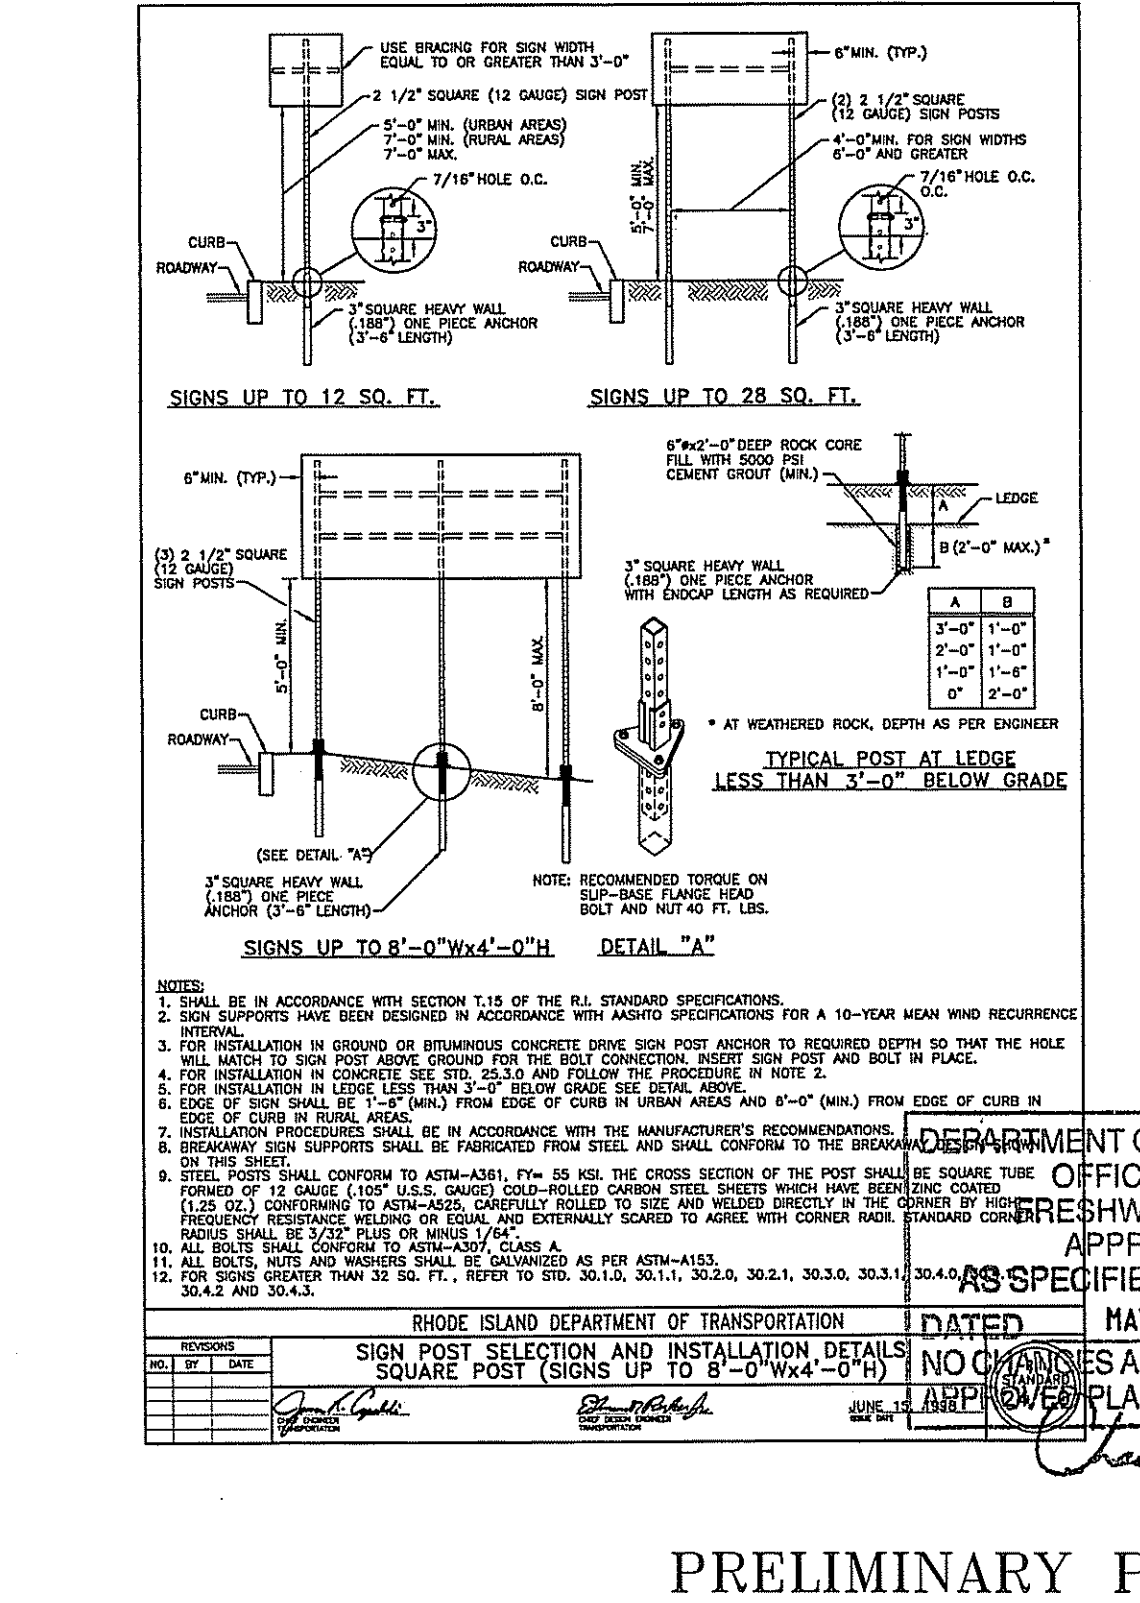 USE BRACING FOR SIGN WIDTH
EQUAL TO OR GREATER THAN 3'-0"
2 1/2" SQUARE (12 GAUGE) SIGN POST
5'-0" MIN. (URBAN AREAS)
7'-0" MIN. (RURAL AREAS)
7'-0" MAX.
7/16" HOLE O.C.
3"
CURB
ROADWAY
3" SQUARE HEAVY WALL
(.188") ONE PIECE ANCHOR
(3'-6" LENGTH)
SIGNS UP TO 12 SQ. FT.
6" MIN. (TYP.)
(2) 2 1/2" SQUARE
(12 GAUGE) SIGN POSTS
4'-0" MIN. FOR SIGN WIDTHS
6'-0" AND GREATER
7/16" HOLE O.C.
O.C.
5'-0" MIN.
7'-0" MAX.
3"
CURB
ROADWAY
3" SQUARE HEAVY WALL
(.188") ONE PIECE ANCHOR
(3'-6" LENGTH)
SIGNS UP TO 28 SQ. FT.
6" MIN. (TYP.)
(3) 2 1/2" SQUARE
(12 GAUGE)
SIGN POSTS
5'-0" MIN.
8'-0" MAX.
CURB
ROADWAY
(SEE DETAIL "A")
3" SQUARE HEAVY WALL
(.188") ONE PIECE
ANCHOR (3'-6" LENGTH)
SIGNS UP TO 8'-0"Wx4'-0"H
6"øx2'-0" DEEP ROCK CORE
FILL WITH 5000 PSI
CEMENT GROUT (MIN.)
LEDGE
A
B (2'-0" MAX.) *
3" SQUARE HEAVY WALL
(.188") ONE PIECE ANCHOR
WITH ENDCAP LENGTH AS REQUIRED
A B
3'-0" 1'-0"
2'-0" 1'-0"
1'-0" 1'-6"
0" 2'-0"
* AT WEATHERED ROCK, DEPTH AS PER ENGINEER
TYPICAL POST AT LEDGE
LESS THAN 3'-0" BELOW GRADE
NOTE: RECOMMENDED TORQUE ON
SLIP-BASE FLANGE HEAD
BOLT AND NUT 40 FT. LBS.
DETAIL "A"
NOTES:
1. SHALL BE IN ACCORDANCE WITH SECTION T.15 OF THE R.I. STANDARD SPECIFICATIONS.
2. SIGN SUPPORTS HAVE BEEN DESIGNED IN ACCORDANCE WITH AASHTO SPECIFICATIONS FOR A 10-YEAR MEAN WIND RECURRENCE
INTERVAL.
3. FOR INSTALLATION IN GROUND OR BITUMINOUS CONCRETE DRIVE SIGN POST ANCHOR TO REQUIRED DEPTH SO THAT THE HOLE
WILL MATCH TO SIGN POST ABOVE GROUND FOR THE BOLT CONNECTION. INSERT SIGN POST AND BOLT IN PLACE.
4. FOR INSTALLATION IN CONCRETE SEE STD. 25.3.0 AND FOLLOW THE PROCEDURE IN NOTE 2.
5. FOR INSTALLATION IN LEDGE LESS THAN 3'-0" BELOW GRADE SEE DETAIL ABOVE.
6. EDGE OF SIGN SHALL BE 1'-6" (MIN.) FROM EDGE OF CURB IN URBAN AREAS AND 6'-0" (MIN.) FROM EDGE OF CURB IN
EDGE OF CURB IN RURAL AREAS.
7. INSTALLATION PROCEDURES SHALL BE IN ACCORDANCE WITH THE MANUFACTURER'S RECOMMENDATIONS.
8. BREAKAWAY SIGN SUPPORTS SHALL BE FABRICATED FROM STEEL AND SHALL CONFORM TO THE BREAKAWAY DESIGN SHOWN
ON THIS SHEET.
9. STEEL POSTS SHALL CONFORM TO ASTM-A361, FY= 55 KSI. THE CROSS SECTION OF THE POST SHALL BE SQUARE TUBE
FORMED OF 12 GAUGE (.105" U.S.S. GAUGE) COLD-ROLLED CARBON STEEL SHEETS WHICH HAVE BEEN ZINC COATED
(1.25 OZ.) CONFORMING TO ASTM-A525, CAREFULLY ROLLED TO SIZE AND WELDED DIRECTLY IN THE CORNER BY HIGH
FREQUENCY RESISTANCE WELDING OR EQUAL AND EXTERNALLY SCARED TO AGREE WITH CORNER RADII. STANDARD CORNER
RADIUS SHALL BE 3/32" PLUS OR MINUS 1/64".
10. ALL BOLTS SHALL CONFORM TO ASTM-A307, CLASS A.
11. ALL BOLTS, NUTS AND WASHERS SHALL BE GALVANIZED AS PER ASTM-A153.
12. FOR SIGNS GREATER THAN 32 SQ. FT., REFER TO STD. 30.1.0, 30.1.1, 30.2.0, 30.2.1, 30.3.0, 30.3.1, 30.4.0,
30.4.2 AND 30.4.3.
DEPARTMENT O
OFFIC
FRESHW
APPR
AS SPECIFIE
DATED MA
NO CHANGES A
APPROVED PLA
RHODE ISLAND DEPARTMENT OF TRANSPORTATION
REVISIONS
NO. BY DATE
SIGN POST SELECTION AND INSTALLATION DETAILS
SQUARE POST (SIGNS UP TO 8'-0"Wx4'-0"H)
CHIEF ENGINEER
TRANSPORTATION
CHIEF DESIGN ENGINEER
TRANSPORTATION
JUNE 15, 1998
ISSUE DATE
R.I.
STANDARD
PRELIMINARY P